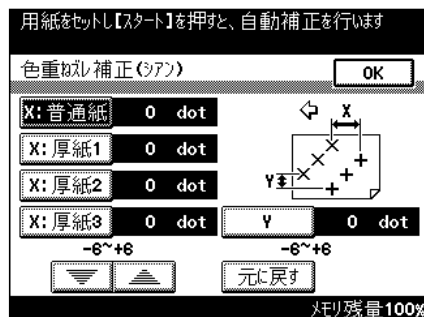 用紙をセットし【スタート】を押すと、自動補正を行います
色重ねズレ補正(シアン)
OK
X:普通紙 0 dot
X
X:厚紙1 0 dot
X:厚紙2 0 dot
Y
X:厚紙3 0 dot Y 0 dot
-6~+6 -6~+6
元に戻す
メモリ残量100%